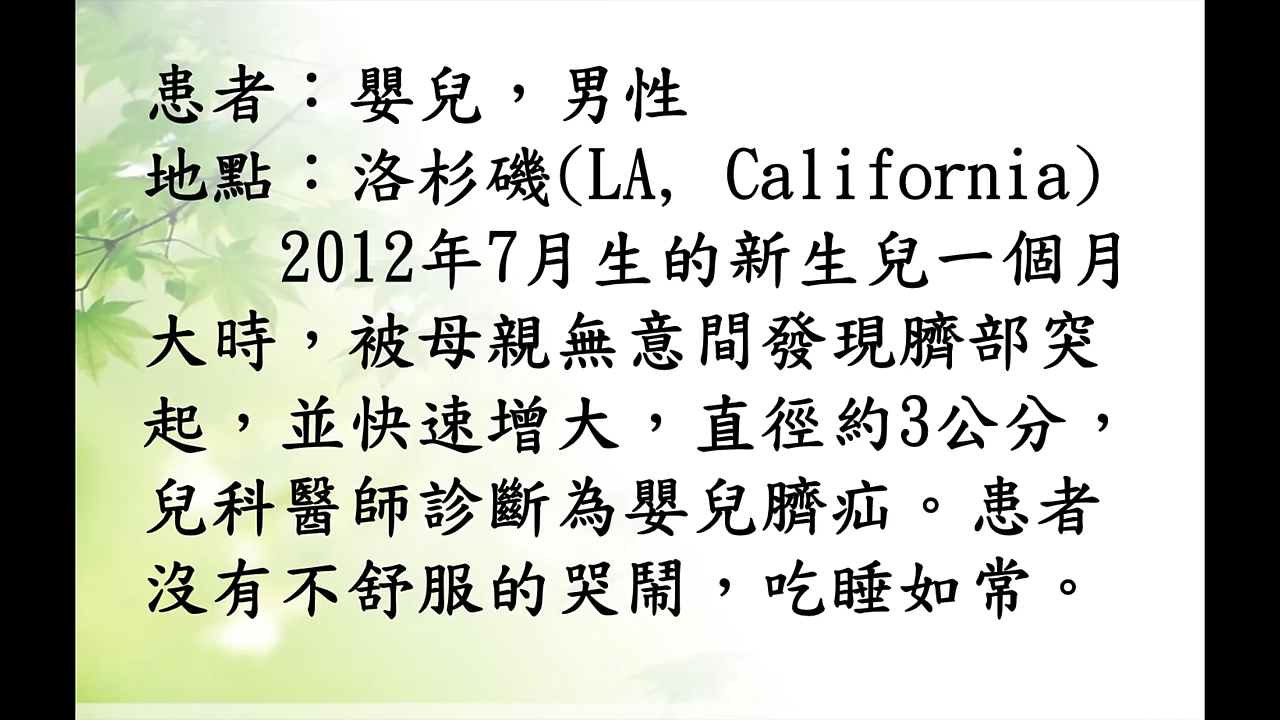 患者：嬰兒，男性
地點：洛杉磯(LA, California)
2012年7月生的新生兒一個月
大時，被母親無意間發現臍部突
起，並快速增大，直徑約3公分，
兒科醫師診斷為嬰兒臍疝。患者
沒有不舒服的哭鬧，吃睡如常。